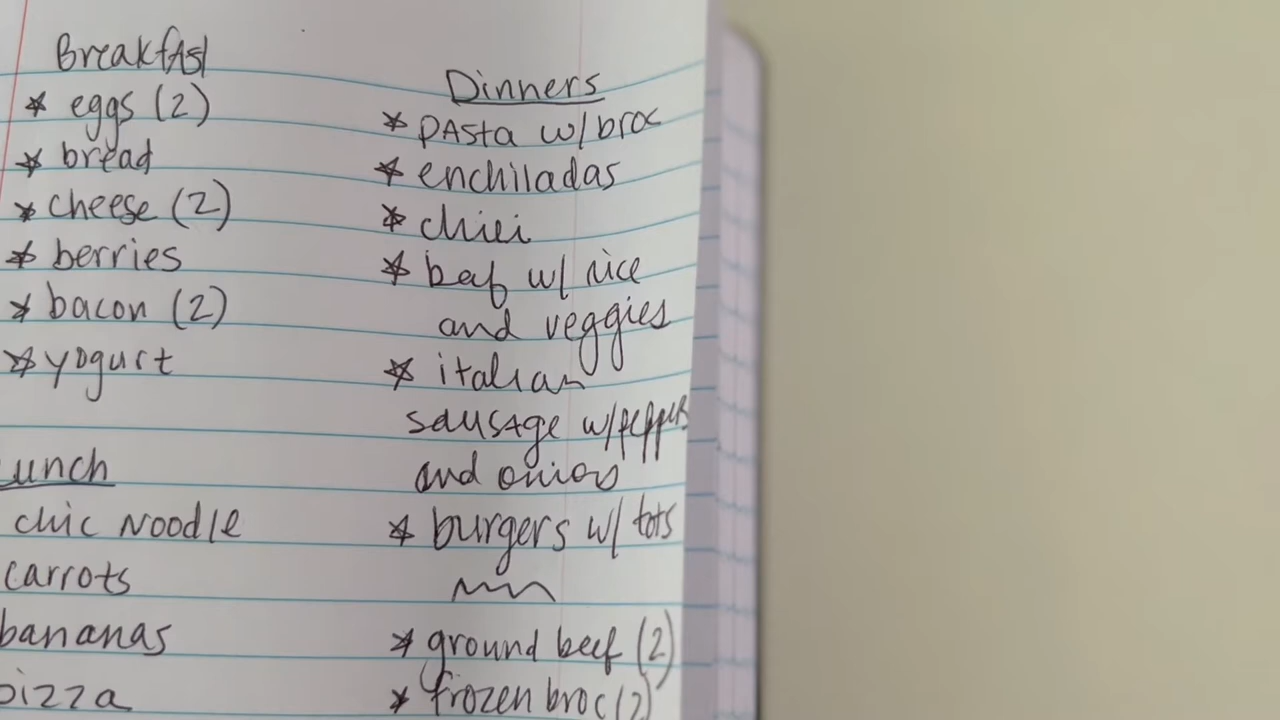 Breakfast
* eggs (2)
* bread
* cheese (2)
* berries
* bacon (2)
* yogurt
unch
chic Noodle
carrots
bananas
pizza
Dinners
* pasta w/ broc
* enchiladas
* chili
* beef w/ rice
and veggies
* italian
sausage w/ peppers
and onions
* burgers w/ tots
* ground beef (2)
* frozen broc (2)